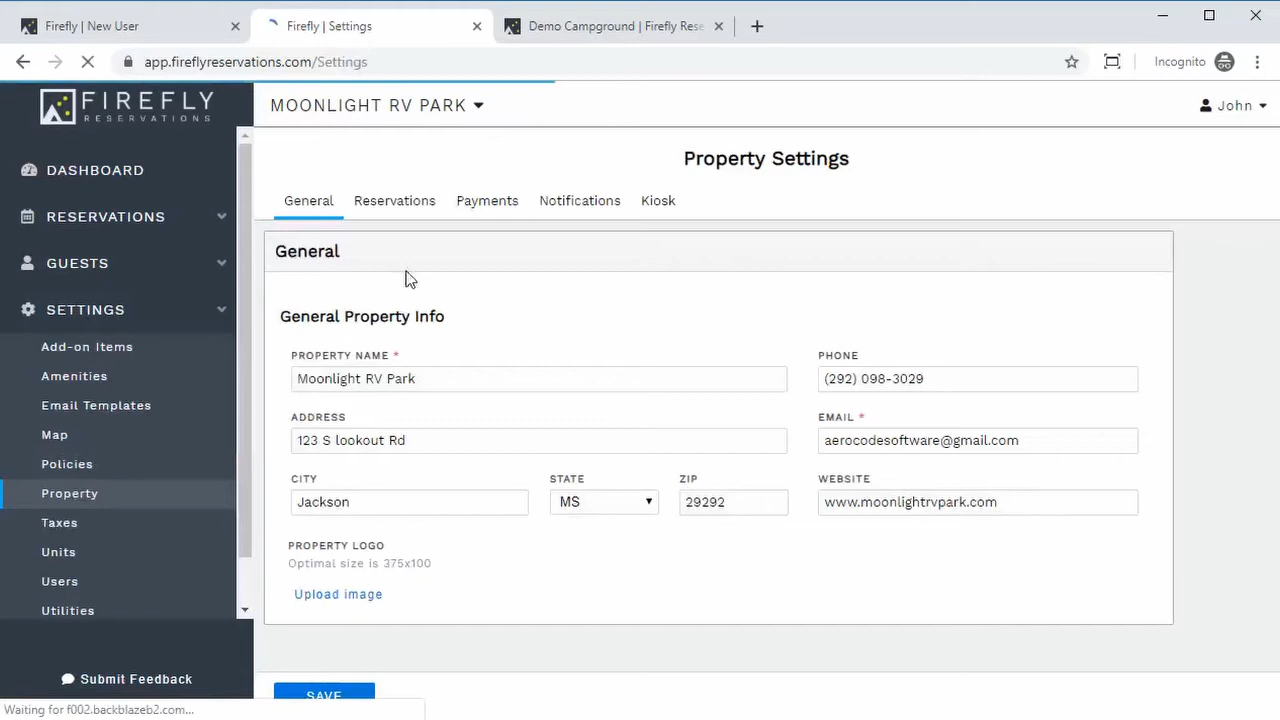 Firefly | New User
Firefly | Settings
Demo Campground | Firefly Rese
app.fireflyreservations.com/Settings
Incognito
FIREFLY
RESERVATIONS
MOONLIGHT RV PARK
John
DASHBOARD
RESERVATIONS
GUESTS
SETTINGS
Add-on Items
Amenities
Email Templates
Map
Policies
Property
Taxes
Units
Users
Utilities
Submit Feedback
Property Settings
General Reservations Payments Notifications Kiosk
General
General Property Info
PROPERTY NAME *
Moonlight RV Park
PHONE
(292) 098-3029
ADDRESS
123 S lookout Rd
EMAIL *
aerocodesoftware@gmail.com
CITY
Jackson
STATE
MS
ZIP
29292
WEBSITE
www.moonlightrvpark.com
PROPERTY LOGO
Optimal size is 375x100
Upload image
SAVE
Waiting for f002.backblazeb2.com...